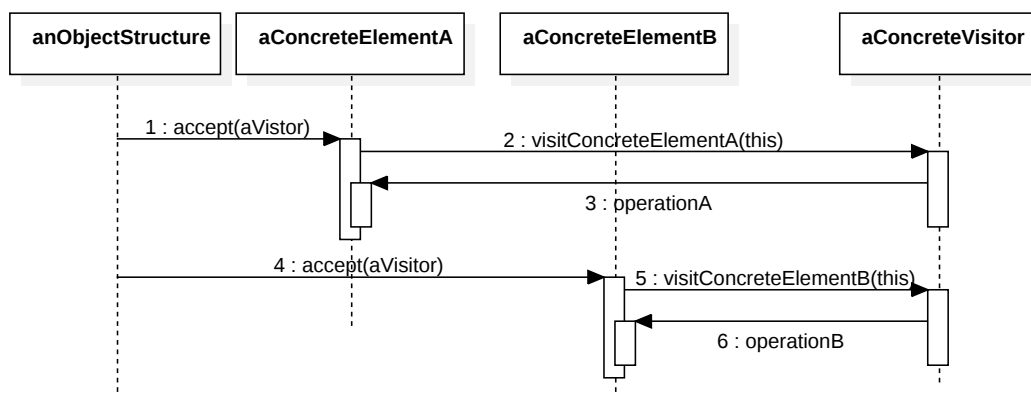 anObjectStructure
aConcreteElementA
aConcreteElementB
aConcreteVisitor
1 : accept(aVistor)
2 : visitConcreteElementA(this)
3 : operationA
4 : accept(aVisitor)
5 : visitConcreteElementB(this)
6 : operationB